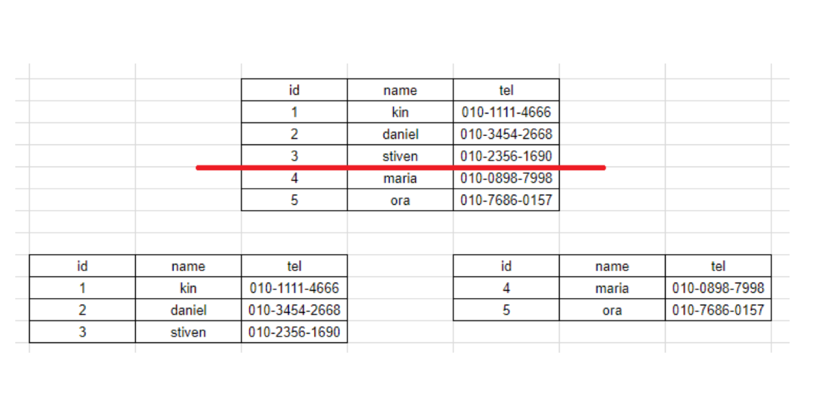 id name tel
1 kin 010-1111-4666
2 daniel 010-3454-2668
3 stiven 010-2356-1690
4 maria 010-0898-7998
5 ora 010-7686-0157
id name tel
1 kin 010-1111-4666
2 daniel 010-3454-2668
3 stiven 010-2356-1690
id name tel
4 maria 010-0898-7998
5 ora 010-7686-0157